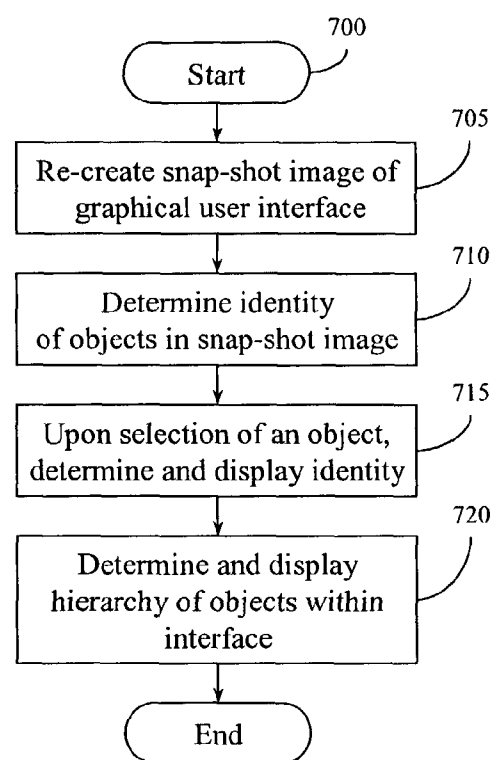 700
Start
705
Re-create snap-shot image of
graphical user interface
710
Determine identity
of objects in snap-shot image
715
Upon selection of an object,
determine and display identity
720
Determine and display
hierarchy of objects within
interface
End